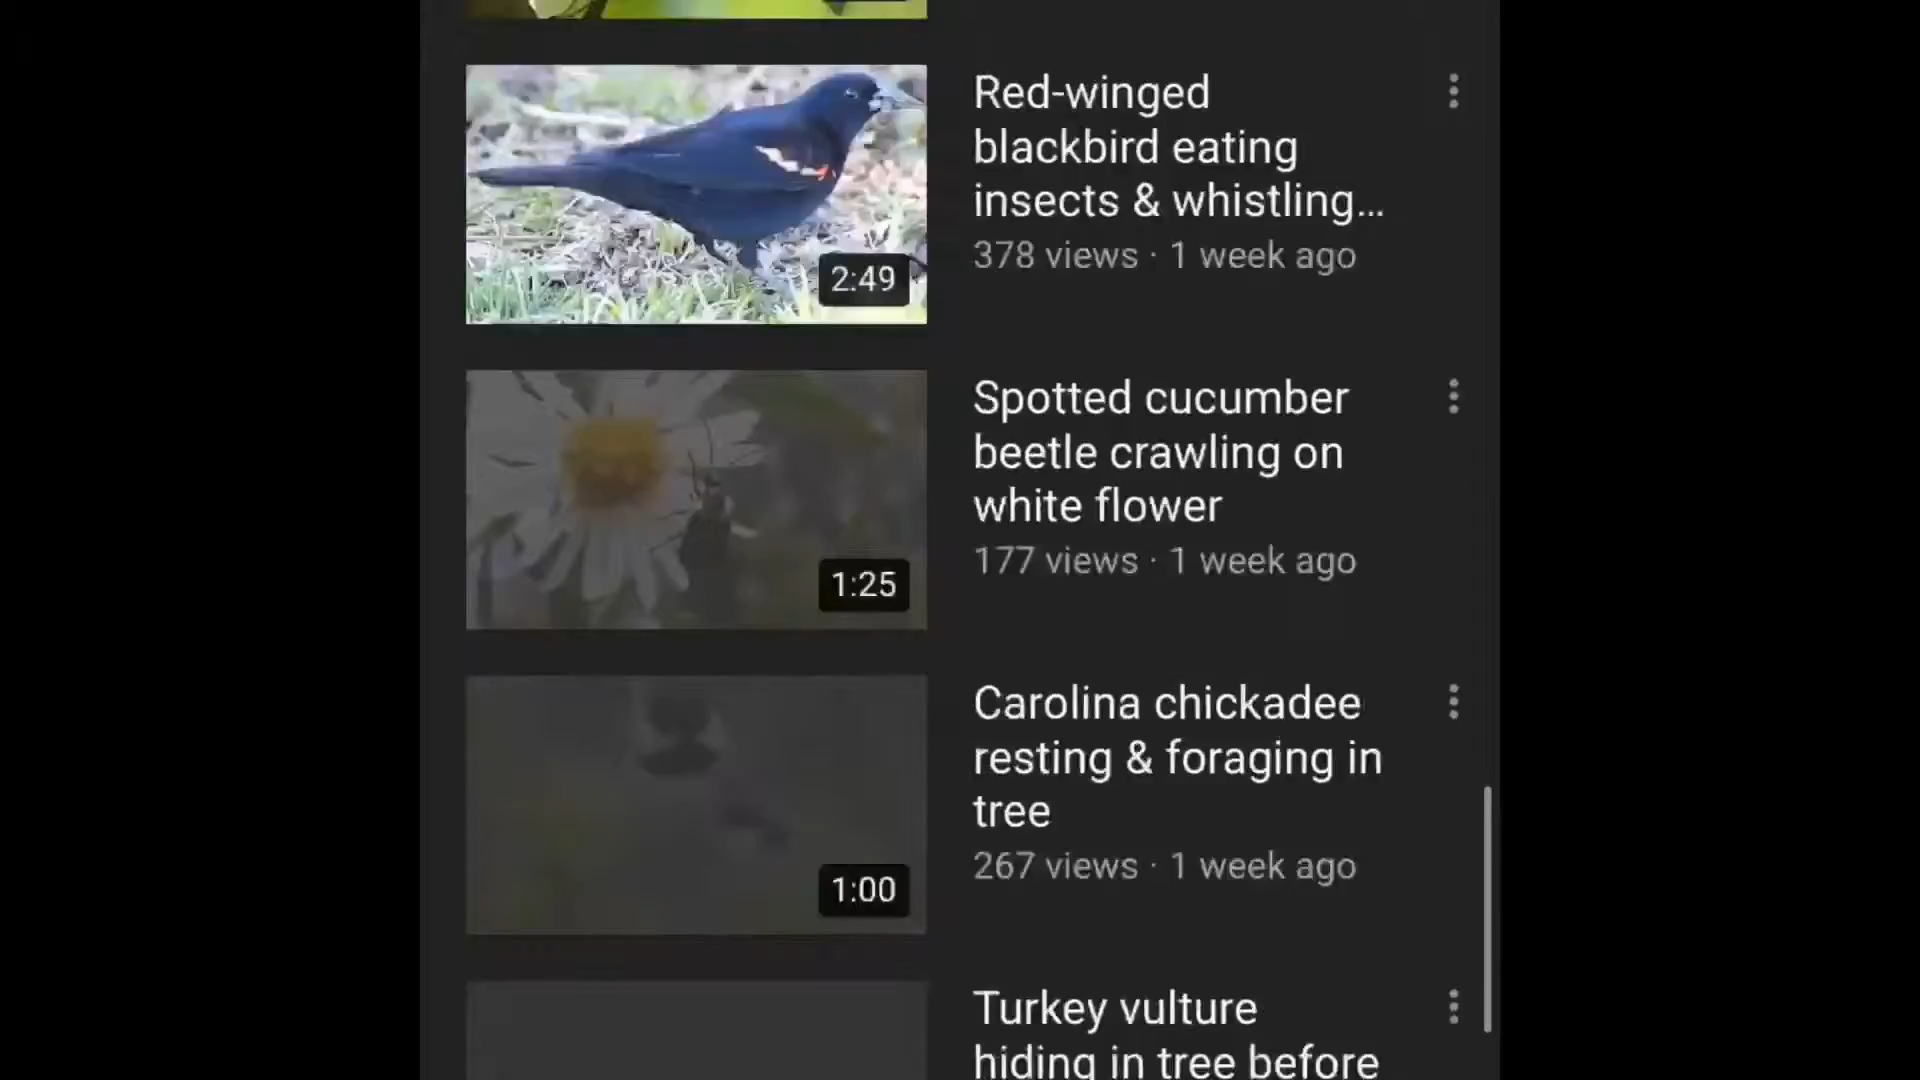 2:49
Red-winged
blackbird eating
insects & whistling...
378 views · 1 week ago
1:25
Spotted cucumber
beetle crawling on
white flower
177 views · 1 week ago
1:00
Carolina chickadee
resting & foraging in
tree
267 views · 1 week ago
Turkey vulture
hiding in tree before